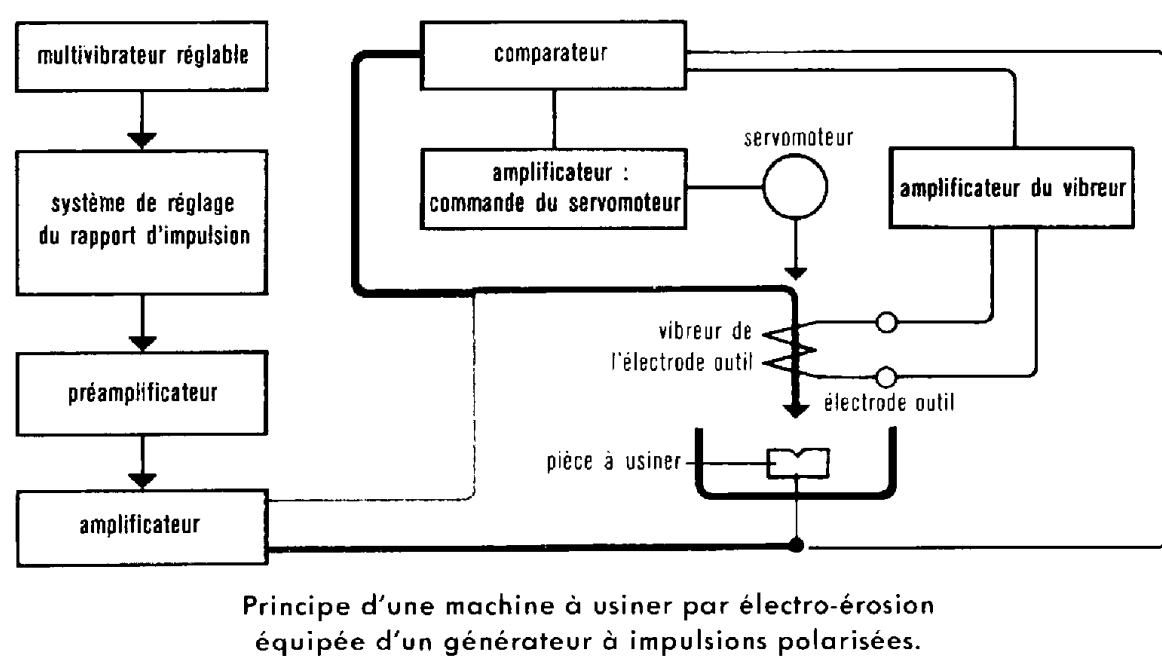 multivibrateur réglable
système de réglage
du rapport d'impulsion
préamplificateur
amplificateur
comparateur
amplificateur :
commande du servomoteur
servomoteur
amplificateur du vibreur
vibreur de
l'électrode outil
électrode outil
pièce à usiner
Principe d'une machine à usiner par électro-érosion
équipée d'un générateur à impulsions polarisées.